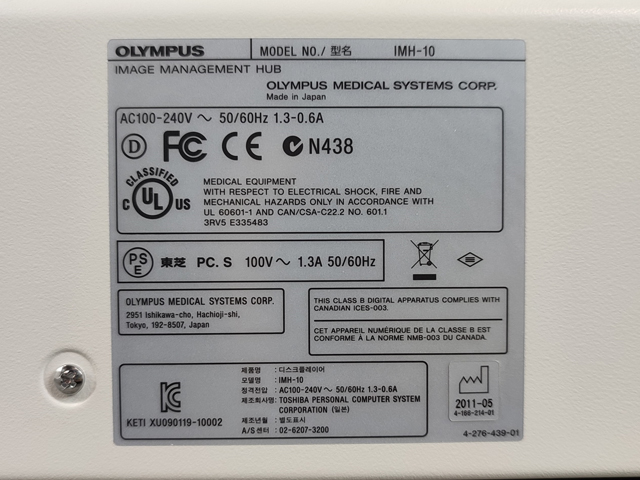 OLYMPUS MODEL NO./型名 IMH-10
IMAGE MANAGEMENT HUB
OLYMPUS MEDICAL SYSTEMS CORP.
Made in Japan
AC100-240V ～ 50/60Hz 1.3-0.6A
D FC CE N438
CLASSIFIED
C UL US
MEDICAL EQUIPMENT
WITH RESPECT TO ELECTRICAL SHOCK, FIRE AND
MECHANICAL HAZARDS ONLY IN ACCORDANCE WITH
UL 60601-1 AND CAN/CSA-C22.2 NO. 601.1
3RV5 E335483
PS
E
東芝 PC. S 100V ～ 1.3A 50/60Hz
OLYMPUS MEDICAL SYSTEMS CORP.
2951 Ishikawa-cho, Hachioji-shi,
Tokyo, 192-8507, Japan
THIS CLASS B DIGITAL APPARATUS COMPLIES WITH
CANADIAN ICES-003.
CET APPAREIL NUMÉRIQUE DE LA CLASSE B EST
CONFORME À LA NORME NMB-003 DU CANADA.
KETI XU090119-10002
제품명 : 디스크플레이어
모델명 : IMH-10
정격전압 : AC100-240V ～ 50/60Hz 1.3-0.6A
제조회사명: TOSHIBA PERSONAL COMPUTER SYSTEM
CORPORATION (일본)
제조년월 : 별도표시
A/S센터 : 02-6207-3200
2011-05
4-168-214-01
4-276-439-01